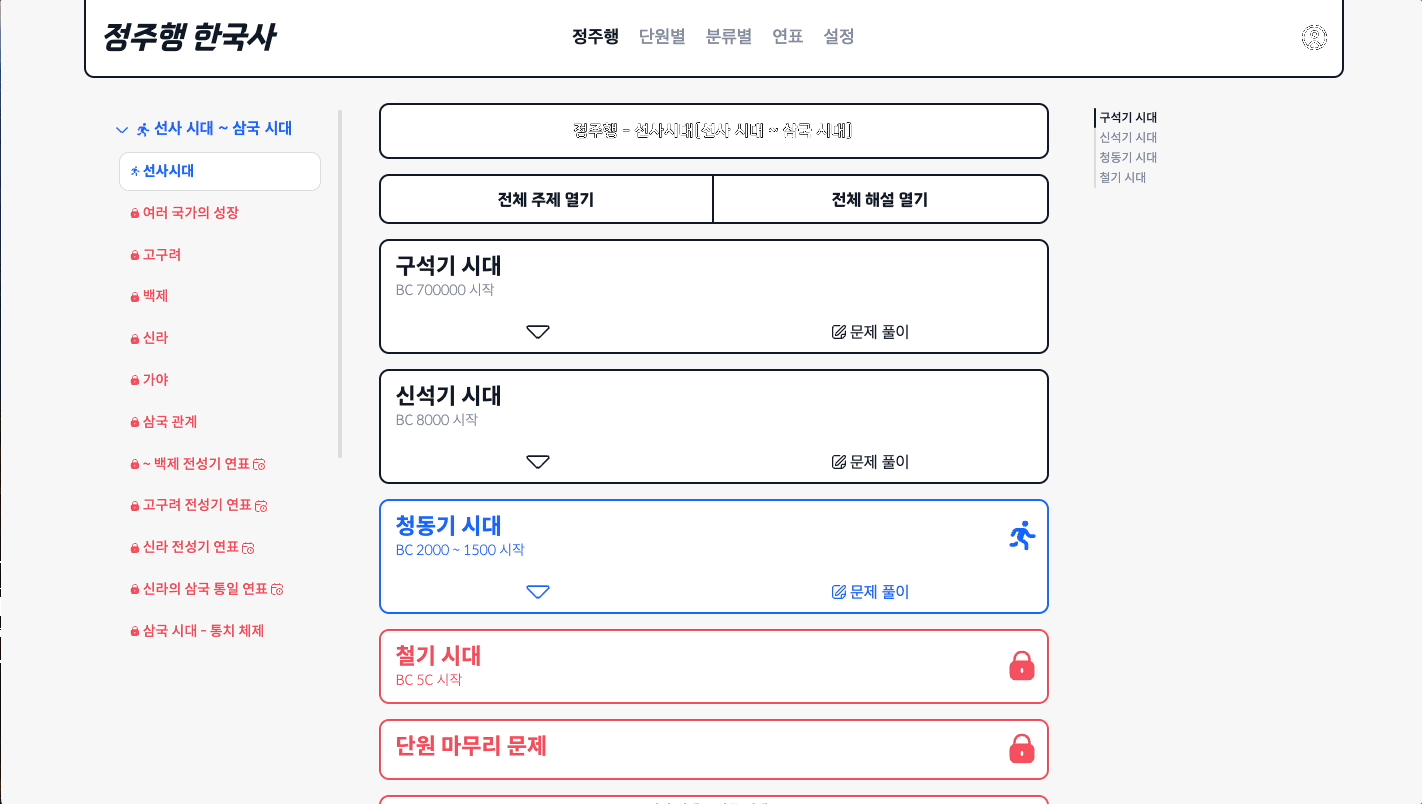 정주행 한국사
정주행 단원별 분류별 연표 설정
선사 시대 ~ 삼국 시대
선사시대
여러 국가의 성장
고구려
백제
신라
가야
삼국 관계
~ 백제 전성기 연표
고구려 전성기 연표
신라 전성기 연표
신라의 삼국 통일 연표
삼국 시대 - 통치 체제
정주행 - 선사시대(선사 시대 ~ 삼국 시대)
전체 주제 열기 전체 해설 열기
구석기 시대
BC 700000 시작
문제 풀이
신석기 시대
BC 8000 시작
문제 풀이
청동기 시대
BC 2000 ~ 1500 시작
문제 풀이
철기 시대
BC 5C 시작
단원 마무리 문제
구석기 시대
신석기 시대
청동기 시대
철기 시대